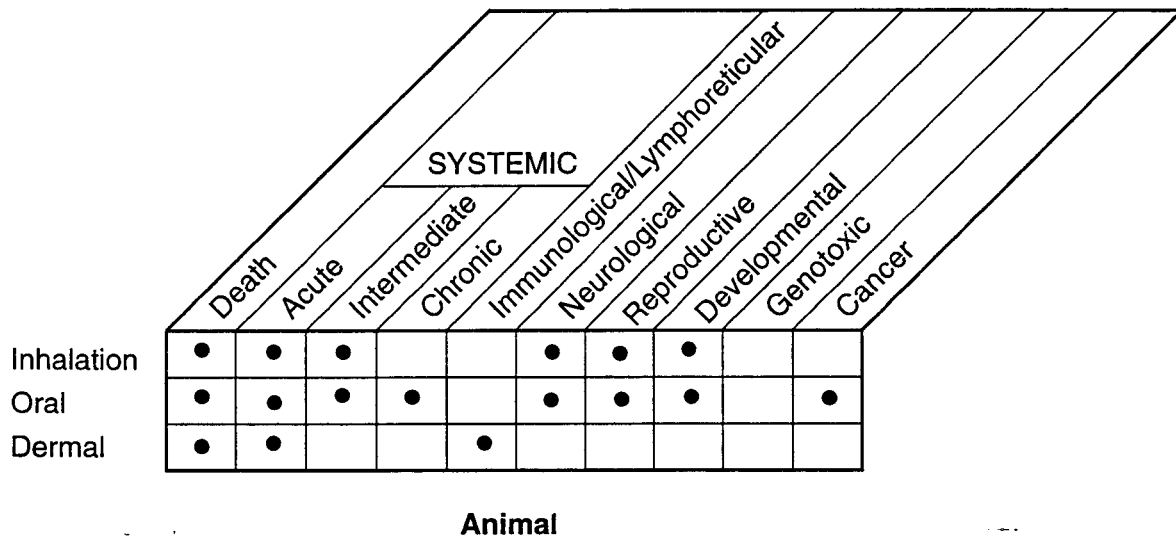 SYSTEMIC
Death
Acute
Intermediate
Chronic
Immunological/Lymphoreticular
Neurological
Reproductive
Developmental
Genotoxic
Cancer
Inhalation
Oral
Dermal
Animal